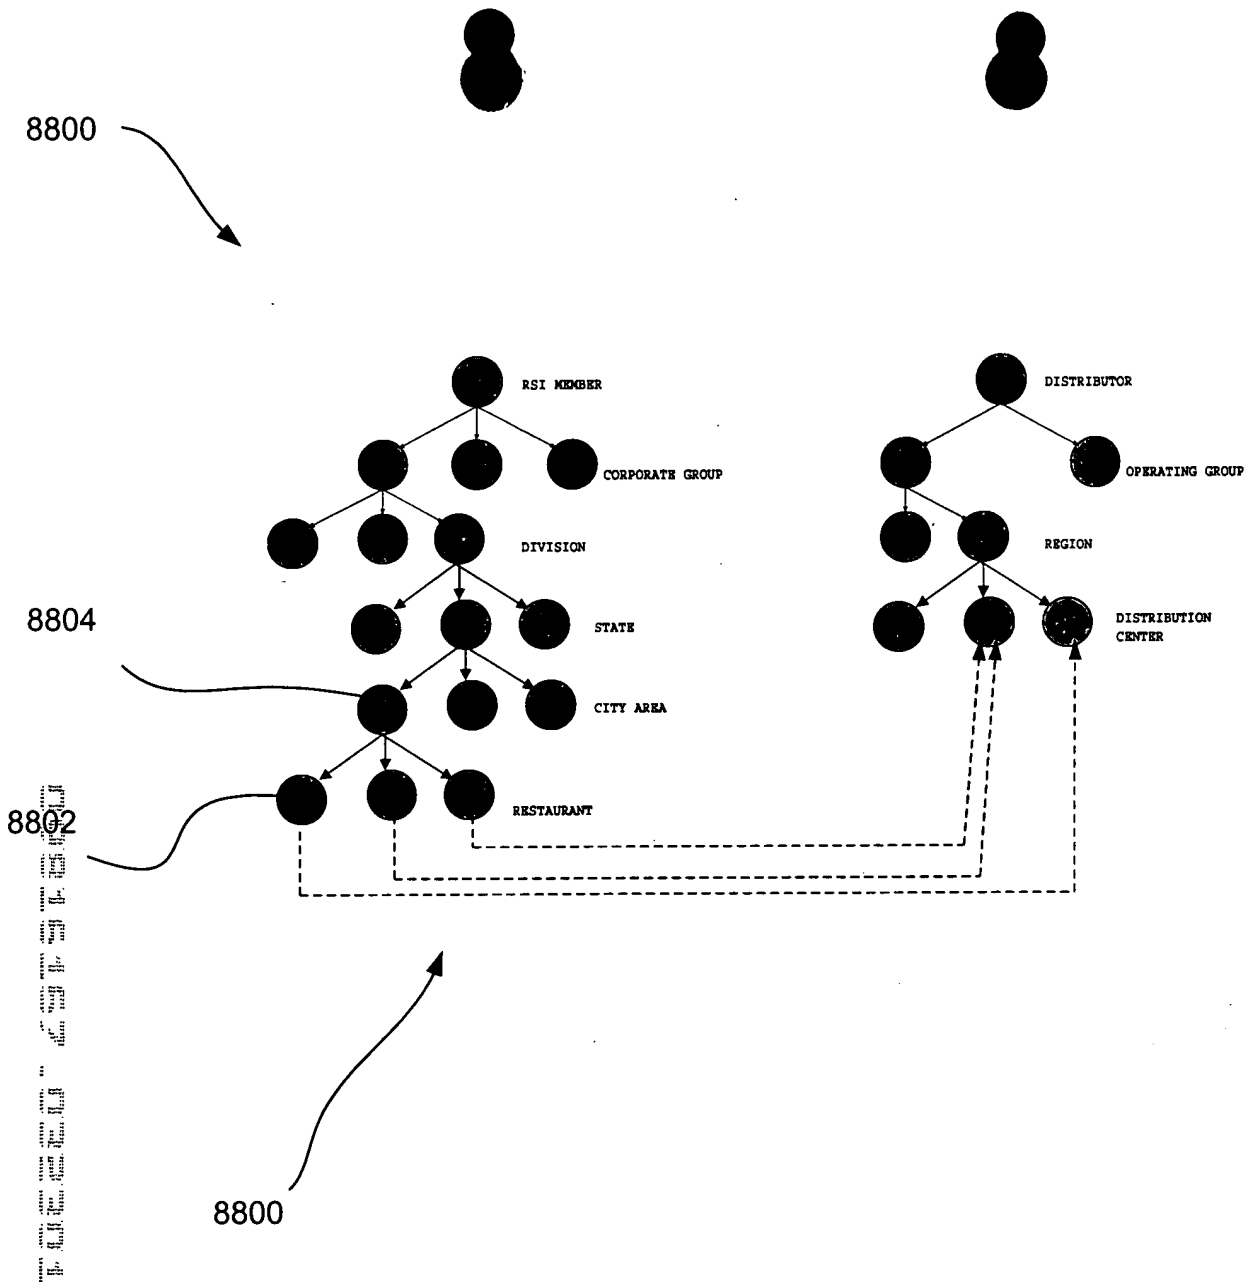 8800
RSI MEMBER
DISTRIBUTOR
CORPORATE GROUP
OPERATING GROUP
DIVISION
REGION
8804
STATE
DISTRIBUTION
CENTER
CITY AREA
8802
RESTAURANT
8800